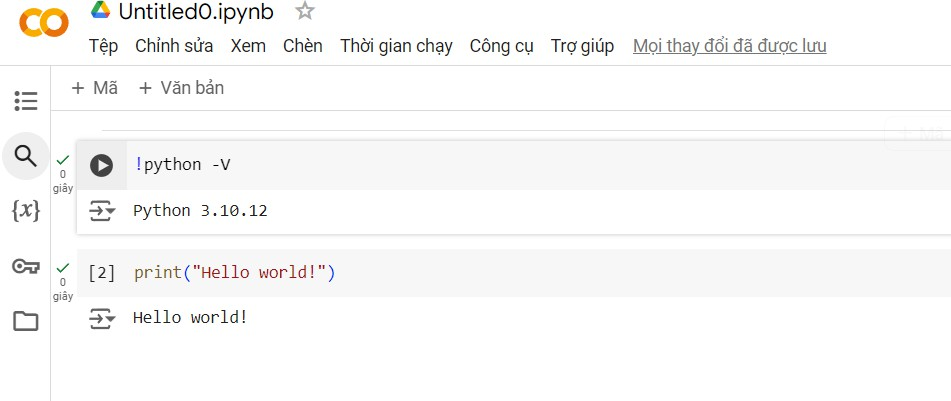 Untitled0.ipynb
Tệp Chỉnh sửa Xem Chèn Thời gian chạy Công cụ Trợ giúp Mọi thay đổi đã được lưu
+ Mã + Văn bản
!python -V
0
giây
Python 3.10.12
[2] print("Hello world!")
0
giây
Hello world!
{x}